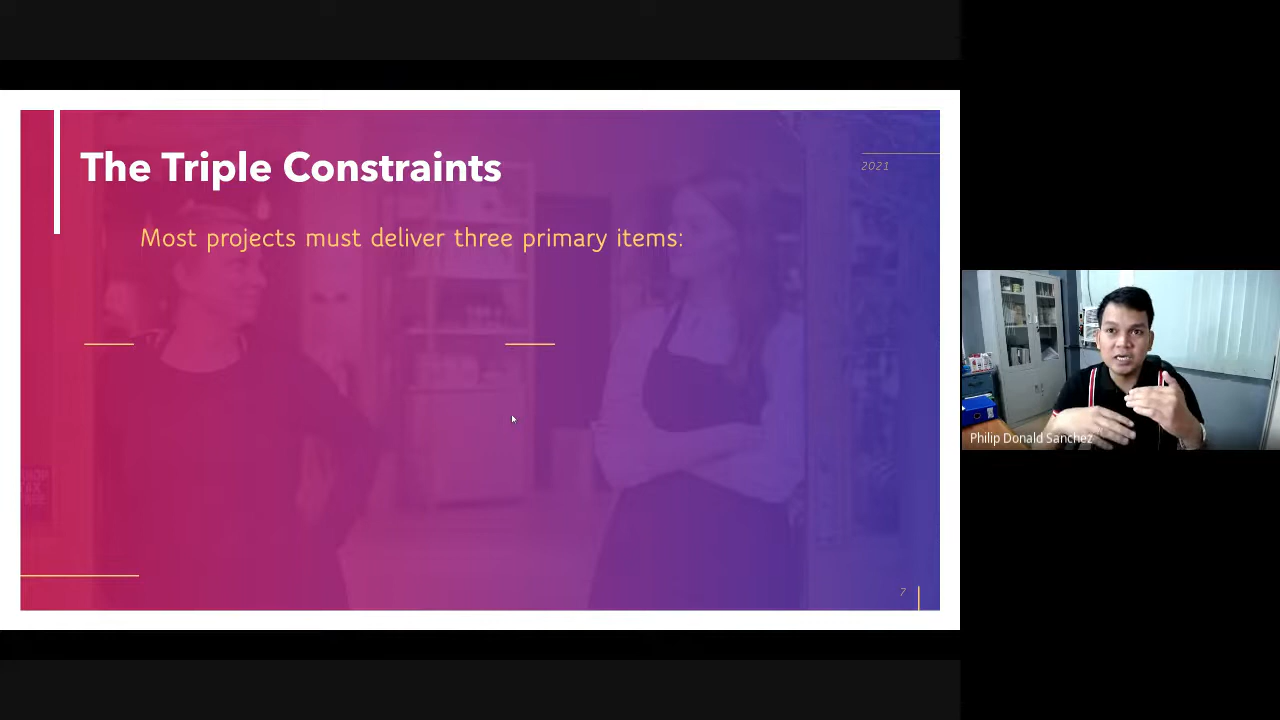 The Triple Constraints
2021
Most projects must deliver three primary items:
7
Philip Donald Sanchez